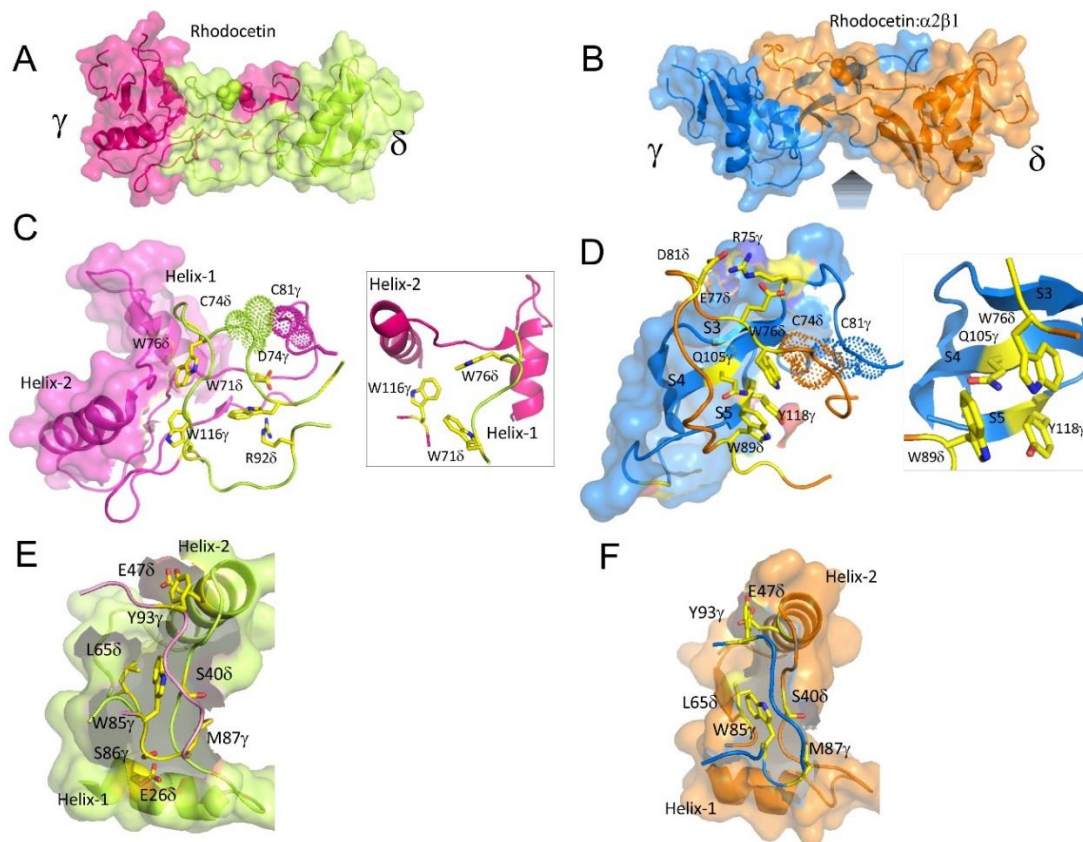 A
Rhodocetin
γ
δ
B
Rhodocetin:α2β1
γ
δ
C
Helix-1
C81γ
C74δ
W76δ
D74γ
W71δ
Helix-2
W116γ
R92δ
Helix-2
W76δ
W116γ
Helix-1
W71δ
D
R75γ
D81δ
E77δ
S3
W76δ
C74δ
C81γ
Q105γ
S4
S5
Y118γ
W89δ
S3
W76δ
Q105γ
S4
S5
Y118γ
W89δ
E
Helix-2
E47δ
Y93γ
L65δ
S40δ
W85γ
M87γ
S86γ
E26δ
Helix-1
F
Helix-2
E47δ
Y93γ
S40δ
L65δ
W85γ
M87γ
Helix-1